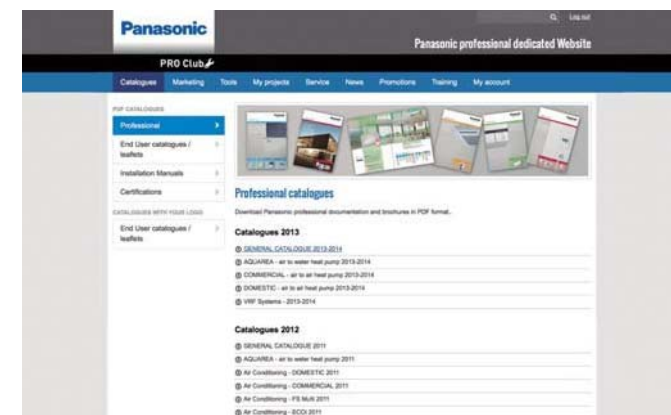 Log out
Panasonic
Panasonic professional dedicated Website
PRO Club
Catalogues Marketing Tools My projects Service News Promotions Training My account
PDF CATALOGUES
Professional
End User catalogues /
leaflets
Installation Manuals
Certifications
CATALOGUES WITH YOUR LOGO
End User catalogues /
leaflets
Professional catalogues
Download Panasonic professional documentation and brochures in PDF format.
Catalogues 2013
GENERAL CATALOGUE 2013-2014
AQUAREA - air to water heat pump 2013-2014
COMMERCIAL - air to air heat pump 2013-2014
DOMESTIC - air to air heat pump 2013-2014
VRF Systems - 2013-2014
Catalogues 2012
GENERAL CATALOGUE 2011
AQUAREA - air to water heat pump 2011
Air Conditioning - DOMESTIC 2011
Air Conditioning - COMMERCIAL 2011
Air Conditioning - FS Multi 2011
Air Conditioning - ECOi 2011